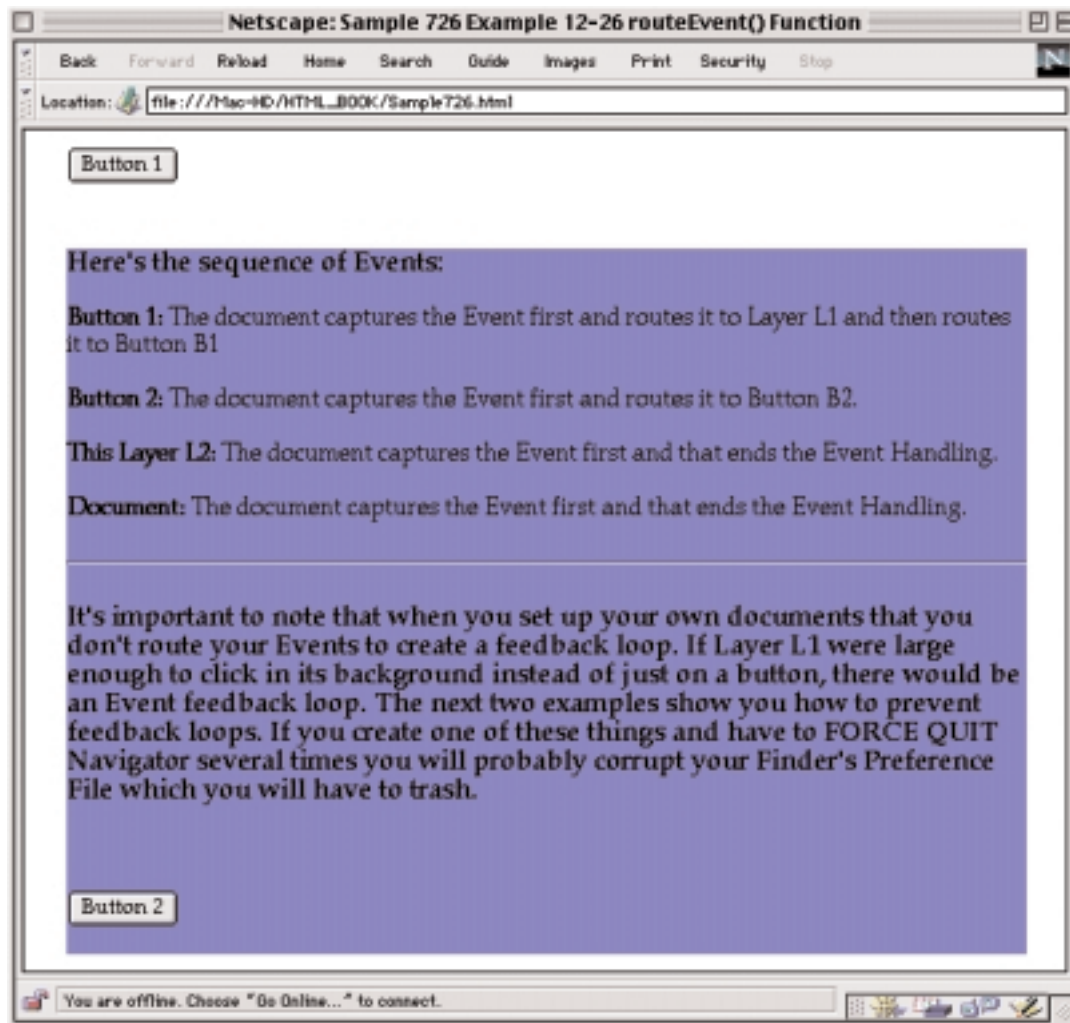 Netscape: Sample 726 Example 12-26 routeEvent() Function
Back Forward Reload Home Search Guide Images Print Security Stop
N
Location: file:///Mac-HD/HTML_BOOK/Sample726.html
Button 1
Here's the sequence of Events:
Button 1: The document captures the Event first and routes it to Layer L1 and then routes
it to Button B1
Button 2: The document captures the Event first and routes it to Button B2.
This Layer L2: The document captures the Event first and that ends the Event Handling.
Document: The document captures the Event first and that ends the Event Handling.
It's important to note that when you set up your own documents that you
don't route your Events to create a feedback loop. If Layer L1 were large
enough to click in its background instead of just on a button, there would be
an Event feedback loop. The next two examples show you how to prevent
feedback loops. If you create one of these things and have to FORCE QUIT
Navigator several times you will probably corrupt your Finder's Preference
File which you will have to trash.
Button 2
You are offline. Choose "Go Online..." to connect.